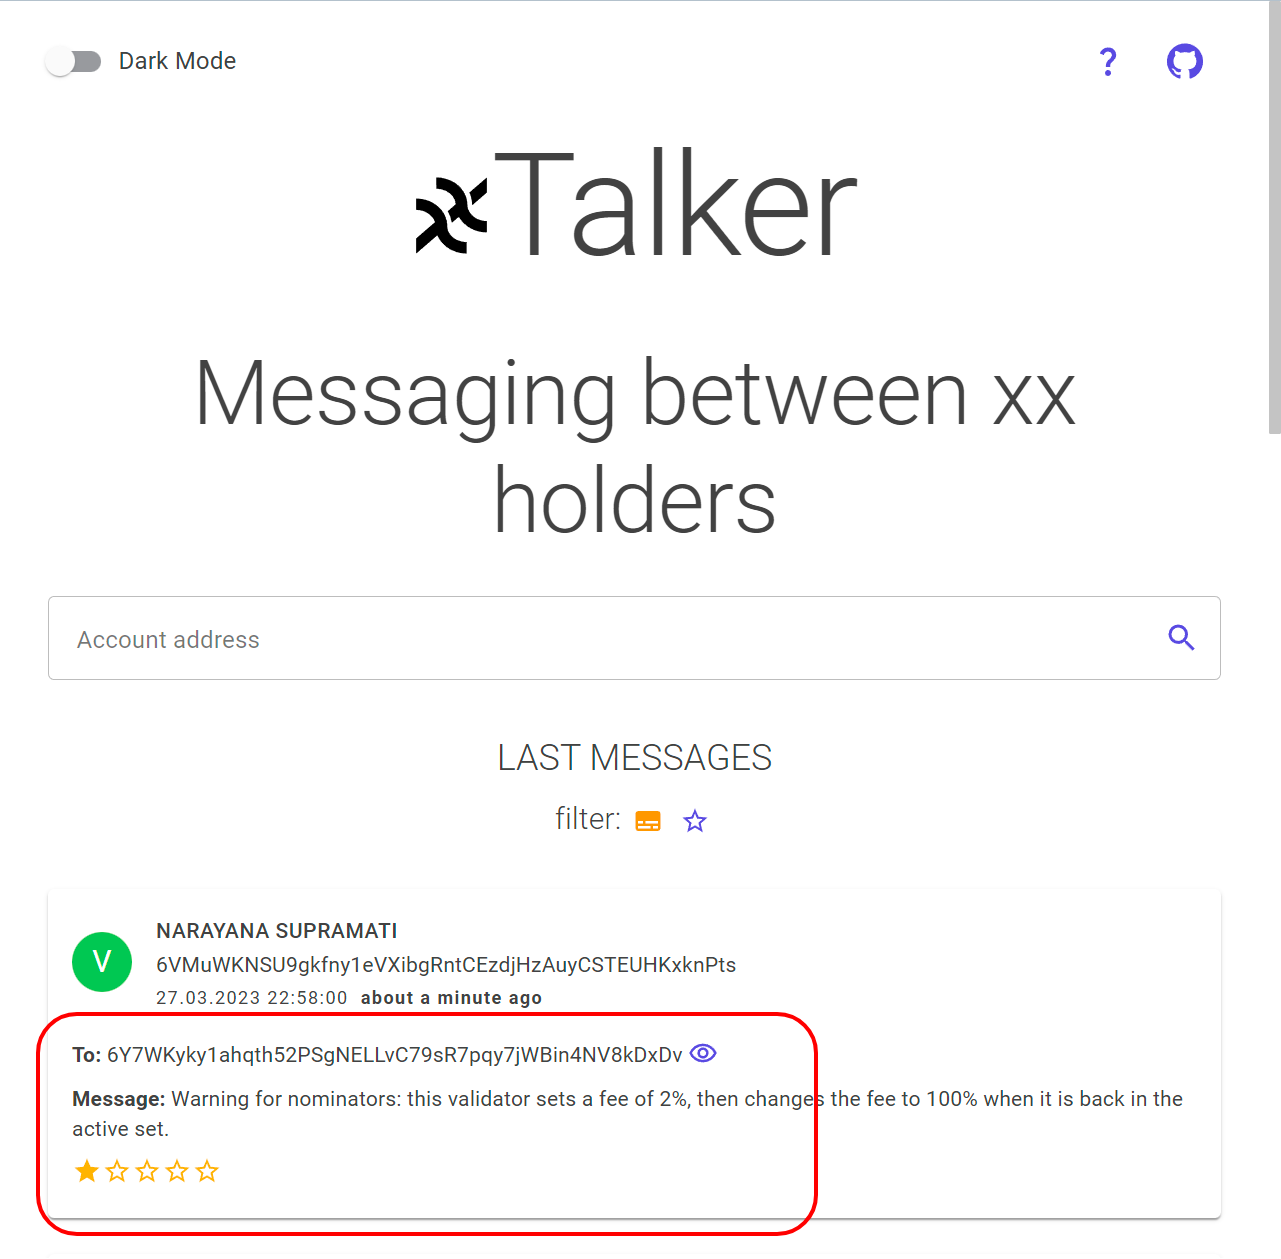 Dark Mode
?
Talker
Messaging between xx
holders
Account address
LAST MESSAGES
filter:
V
NARAYANA SUPRAMATI
6VMuWKNSU9gkfny1eVXibgRntCEzdjHzAuyCSTEUHKxknPts
27.03.2023 22:58:00 about a minute ago
To: 6Y7WKyky1ahqth52PSgNELLvC79sR7pqy7jWBin4NV8kDxDv
Message: Warning for nominators: this validator sets a fee of 2%, then changes the fee to 100% when it is back in the
active set.